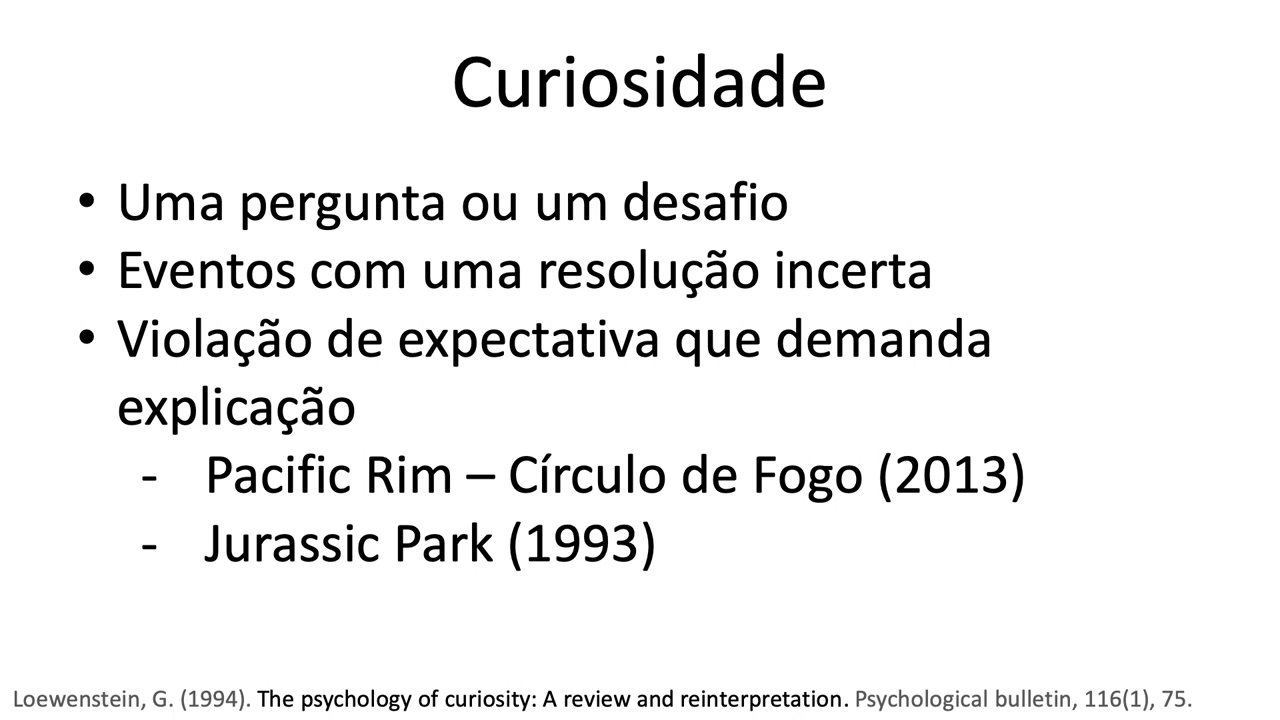 Curiosidade
• Uma pergunta ou um desafio
• Eventos com uma resolução incerta
• Violação de expectativa que demanda
explicação
- Pacific Rim – Círculo de Fogo (2013)
- Jurassic Park (1993)
Loewenstein, G. (1994). The psychology of curiosity: A review and reinterpretation. Psychological bulletin, 116(1), 75.